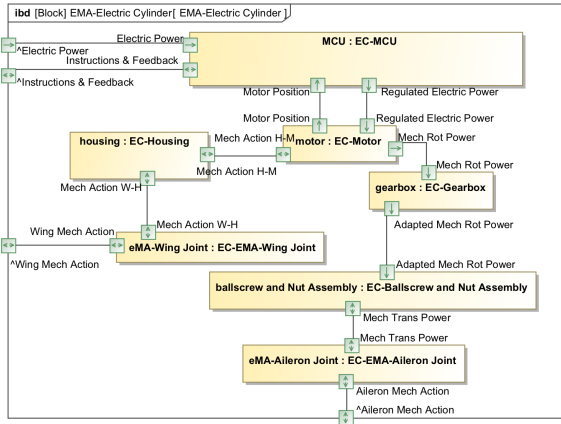 ibd [Block] EMA-Electric Cylinder[ EMA-Electric Cylinder ]
Electric Power
^Electric Power
MCU : EC-MCU
Instructions & Feedback
^Instructions & Feedback
Motor Position
Regulated Electric Power
Motor Position
Regulated Electric Power
housing : EC-Housing
Mech Action H-M
motor : EC-Motor
Mech Rot Power
Mech Action H-M
Mech Rot Power
Mech Action W-H
gearbox : EC-Gearbox
Mech Action W-H
Adapted Mech Rot Power
Wing Mech Action
eMA-Wing Joint : EC-EMA-Wing Joint
^Wing Mech Action
Adapted Mech Rot Power
ballscrew and Nut Assembly : EC-Ballscrew and Nut Assembly
Mech Trans Power
Mech Trans Power
eMA-Aileron Joint : EC-EMA-Aileron Joint
Aileron Mech Action
^Aileron Mech Action